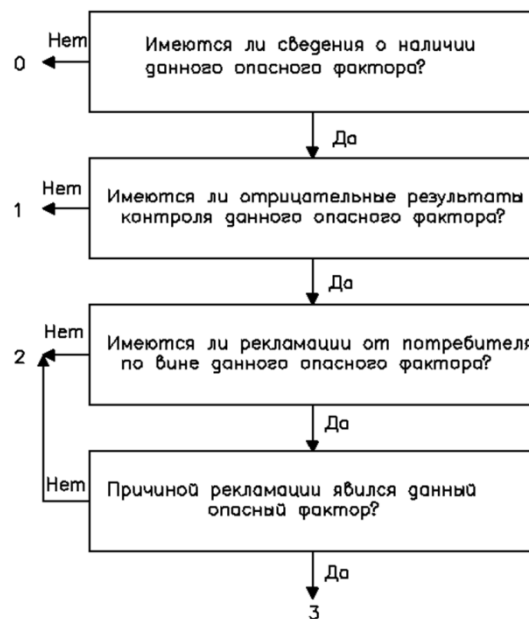 Нет
0
Имеются ли сведения о наличии
данного опасного фактора?
Да
Нет
1
Имеются ли отрицательные результаты
контроля данного опасного фактора?
Да
Нет
2
Имеются ли рекламации от потребителя
по вине данного опасного фактора?
Да
Нет
Причиной рекламации явился данный
опасный фактор?
Да
3